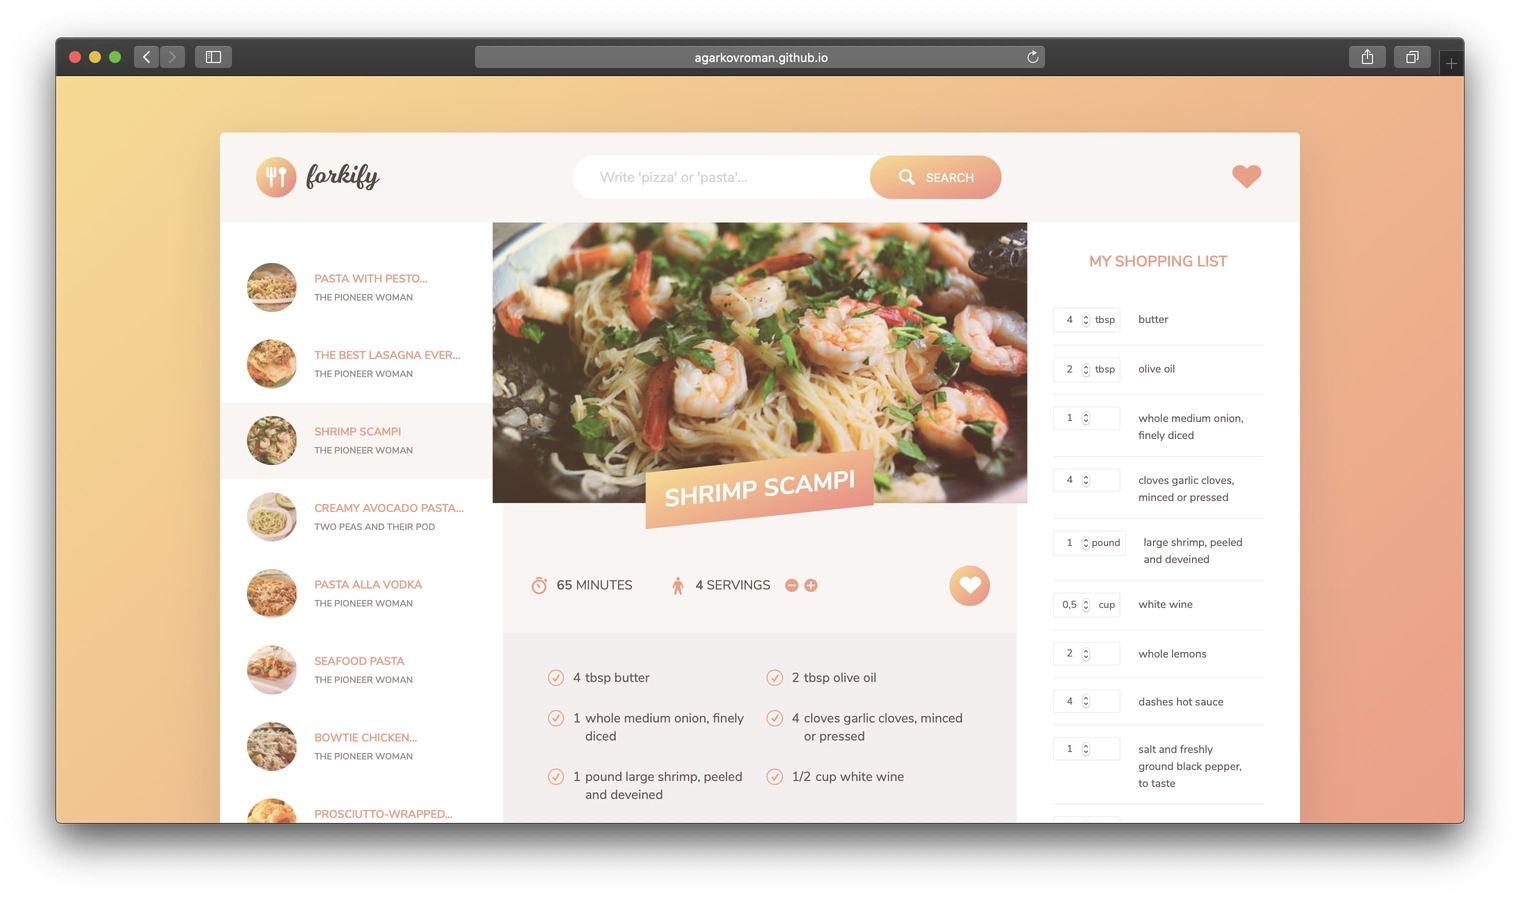 agarkovroman.github.io
forkify
Write 'pizza' or 'pasta'...
SEARCH
PASTA WITH PESTO...
THE PIONEER WOMAN
THE BEST LASAGNA EVER...
THE PIONEER WOMAN
SHRIMP SCAMPI
THE PIONEER WOMAN
CREAMY AVOCADO PASTA...
TWO PEAS AND THEIR POD
PASTA ALLA VODKA
THE PIONEER WOMAN
SEAFOOD PASTA
THE PIONEER WOMAN
BOWTIE CHICKEN...
THE PIONEER WOMAN
PROSCIUTTO-WRAPPED...
SHRIMP SCAMPI
65 MINUTES
4 SERVINGS
4 tbsp butter
2 tbsp olive oil
1 whole medium onion, finely
diced
4 cloves garlic cloves, minced
or pressed
1 pound large shrimp, peeled
and deveined
1/2 cup white wine
MY SHOPPING LIST
4 tbsp butter
2 tbsp olive oil
1 whole medium onion,
finely diced
4 cloves garlic cloves,
minced or pressed
1 pound large shrimp, peeled
and deveined
0,5 cup white wine
2 whole lemons
4 dashes hot sauce
1 salt and freshly
ground black pepper,
to taste